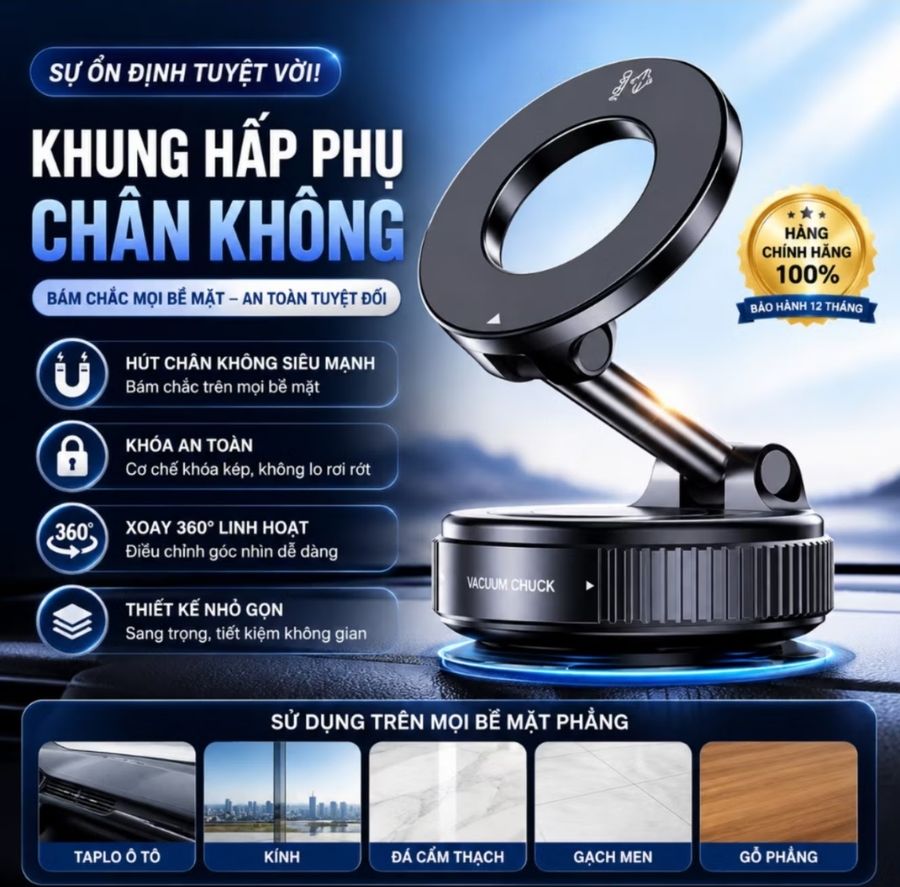 SỰ ỔN ĐỊNH TUYỆT VỜI!
KHUNG HẤP PHỤ
CHÂN KHÔNG
BÁM CHẮC MỌI BỀ MẶT – AN TOÀN TUYỆT ĐỐI
HÚT CHÂN KHÔNG SIÊU MẠNH
Bám chắc trên mọi bề mặt
KHÓA AN TOÀN
Cơ chế khóa kép, không lo rơi rớt
360°
XOAY 360° LINH HOẠT
Điều chỉnh góc nhìn dễ dàng
THIẾT KẾ NHỎ GỌN
Sang trọng, tiết kiệm không gian
HÀNG
CHÍNH HÃNG
100%
BẢO HÀNH 12 THÁNG
VACUUM CHUCK
SỬ DỤNG TRÊN MỌI BỀ MẶT PHẲNG
TAPLO Ô TÔ
KÍNH
ĐÁ CẨM THẠCH
GẠCH MEN
GỖ PHẲNG